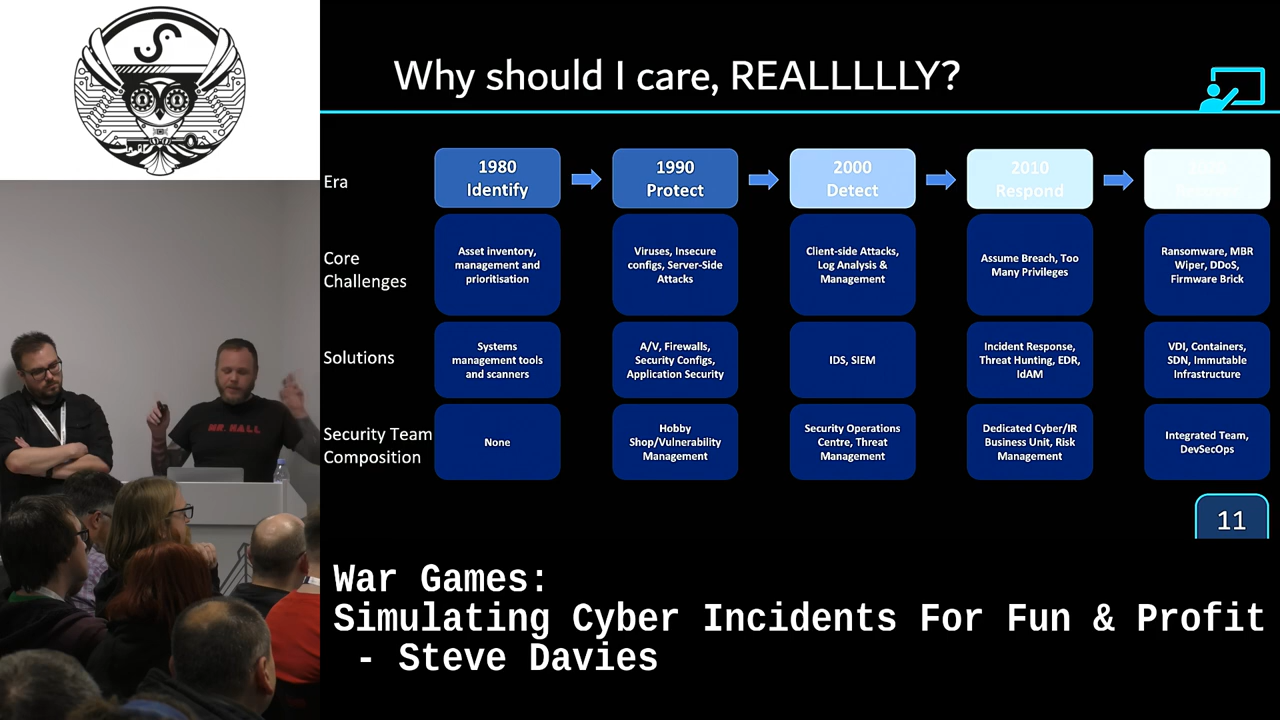 Why should I care, REALLLLLLY?
Era
1980
Identify
1990
Protect
2000
Detect
2010
Respond
Core
Challenges
Asset inventory,
management and
prioritisation
Viruses, Insecure
configs, Server-Side
Attacks
Client-side Attacks,
Log Analysis &
Management
Assume Breach, Too
Many Privileges
Ransomware, MBR
Wiper, DDoS,
Firmware Brick
Solutions
Systems
management tools
and scanners
A/V, Firewalls,
Security Configs,
Application Security
IDS, SIEM
Incident Response,
Threat Hunting, EDR,
IdAM
VDI, Containers,
SDN, Immutable
Infrastructure
Security Team
Composition
None
Hobby
Shop/Vulnerability
Management
Security Operations
Centre, Threat
Management
Dedicated Cyber/IR
Business Unit, Risk
Management
Integrated Team,
DevSecOps
11
MR. HALL
War Games:
Simulating Cyber Incidents For Fun & Profit
- Steve Davies